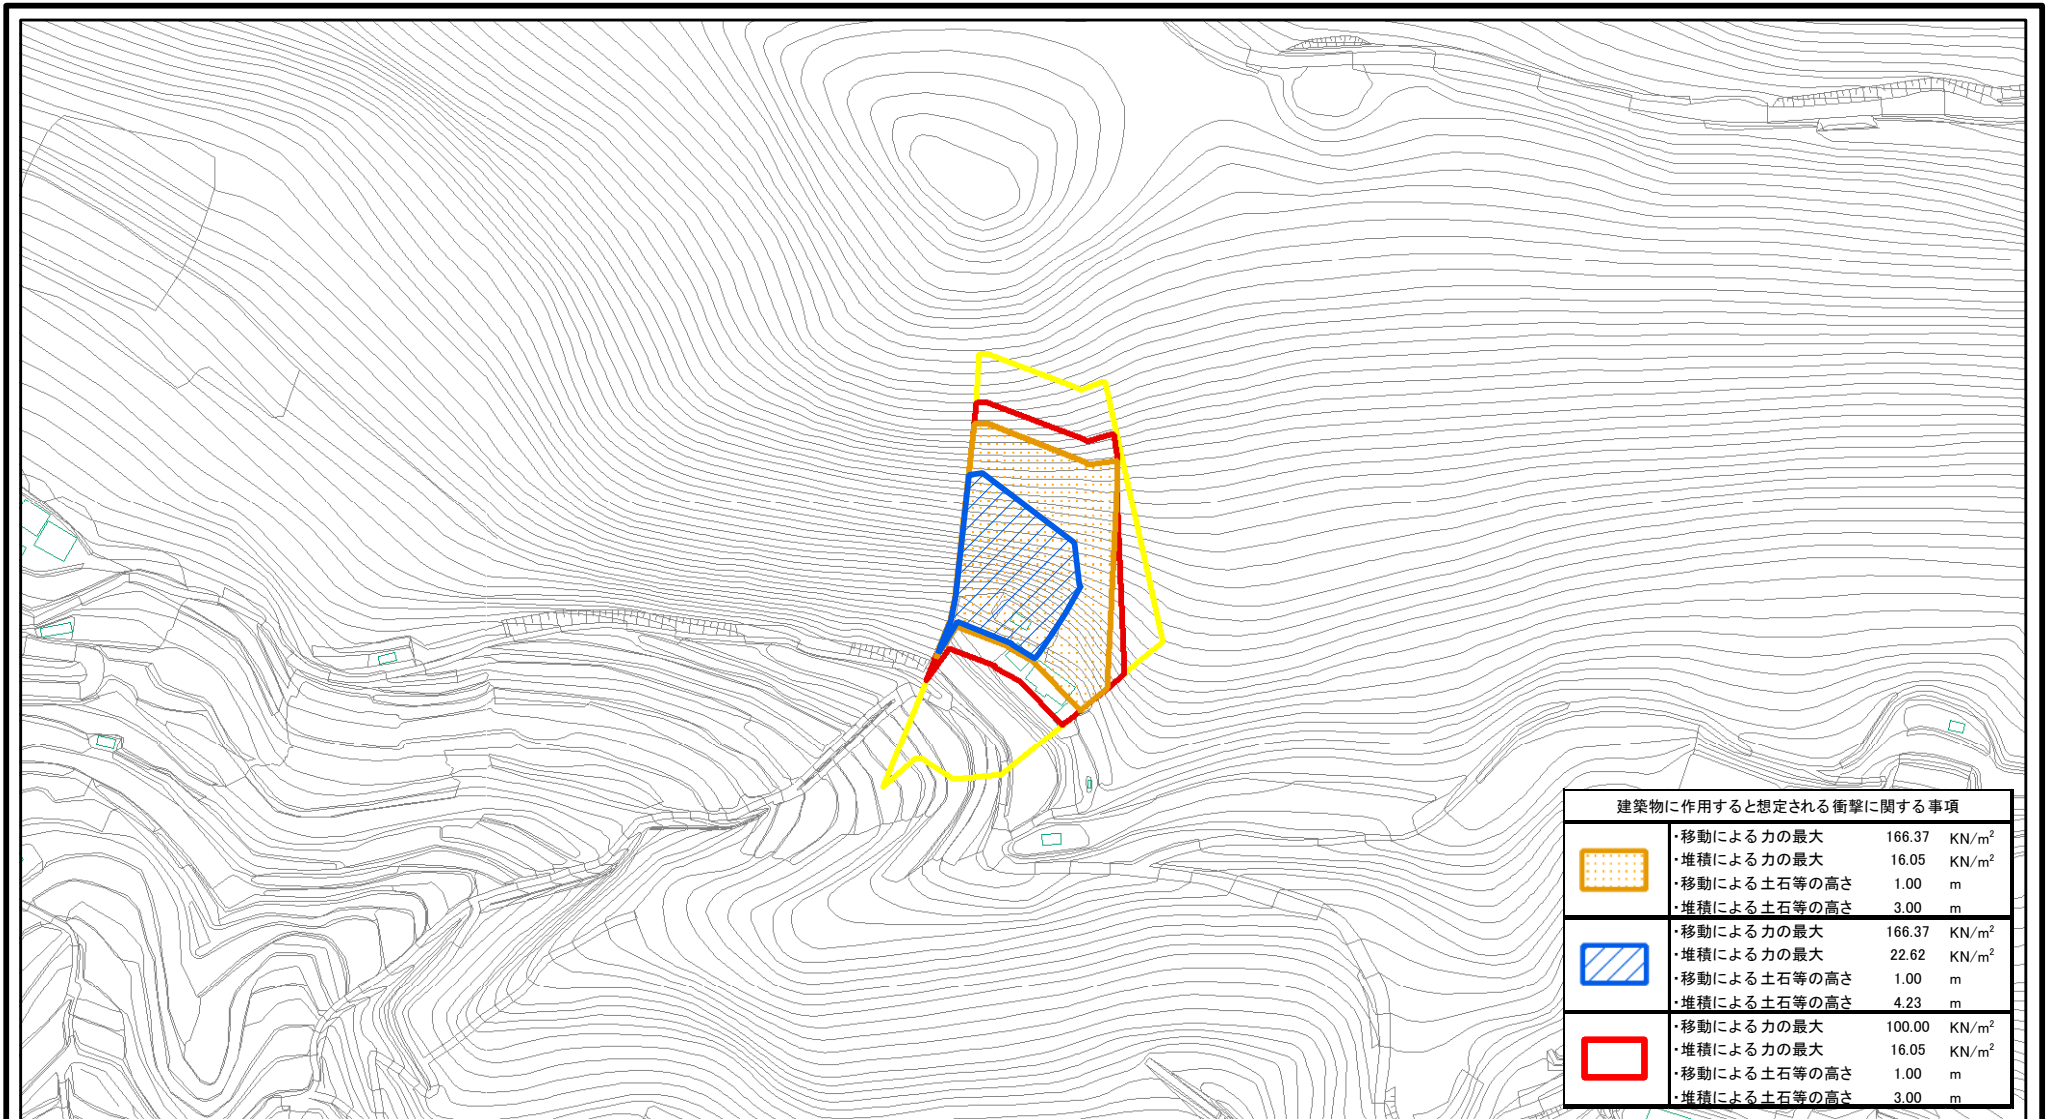 建築物に作用すると想定される衝撃に関する事項
・移動による力の最大 166.37 KN/m²
・堆積による力の最大 16.05 KN/m²
・移動による土石等の高さ 1.00 m
・堆積による土石等の高さ 3.00 m
・移動による力の最大 166.37 KN/m²
・堆積による力の最大 22.62 KN/m²
・移動による土石等の高さ 1.00 m
・堆積による土石等の高さ 4.23 m
・移動による力の最大 100.00 KN/m²
・堆積による力の最大 16.05 KN/m²
・移動による土石等の高さ 1.00 m
・堆積による土石等の高さ 3.00 m